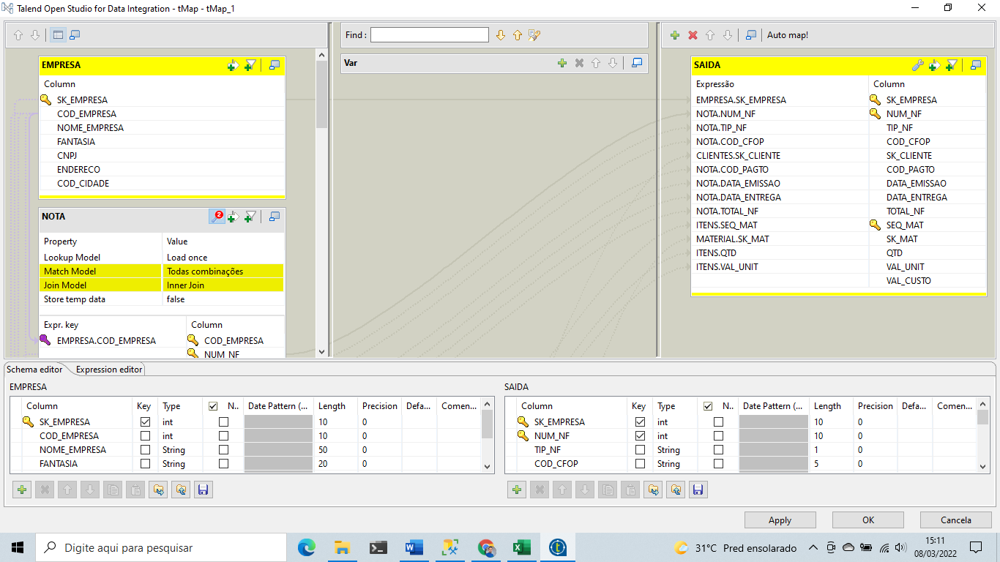 Talend Open Studio for Data Integration - tMap - tMap_1
Find :
Auto map!
EMPRESA
Column
SK_EMPRESA
COD_EMPRESA
NOME_EMPRESA
FANTASIA
CNPJ
ENDERECO
COD_CIDADE
NOTA
2
Property Value
Lookup Model Load once
Match Model Todas combinações
Join Model Inner Join
Store temp data false
Expr. key Column
EMPRESA.COD_EMPRESA COD_EMPRESA
NUM_NF
Var
SAIDA
Expressão Column
EMPRESA.SK_EMPRESA SK_EMPRESA
NOTA.NUM_NF NUM_NF
NOTA.TIP_NF TIP_NF
NOTA.COD_CFOP COD_CFOP
CLIENTES.SK_CLIENTE SK_CLIENTE
NOTA.COD_PAGTO COD_PAGTO
NOTA.DATA_EMISSAO DATA_EMISSAO
NOTA.DATA_ENTREGA DATA_ENTREGA
NOTA.TOTAL_NF TOTAL_NF
ITENS.SEQ_MAT SEQ_MAT
MATERIAL.SK_MAT SK_MAT
ITENS.QTD QTD
ITENS.VAL_UNIT VAL_UNIT
VAL_CUSTO
Schema editor Expression editor
EMPRESA
Column Key Type N.. Date Pattern (... Length Precision Defa... Comen...
SK_EMPRESA int 10 0
COD_EMPRESA int 10 0
NOME_EMPRESA String 50 0
FANTASIA String 20 0
SAIDA
Column Key Type N.. Date Pattern (... Length Precision Defa... Comen...
SK_EMPRESA int 10 0
NUM_NF int 10 0
TIP_NF String 1 0
COD_CFOP String 5 0
Apply OK Cancela
Digite aqui para pesquisar
31°C Pred ensolarado
15:11
08/03/2022